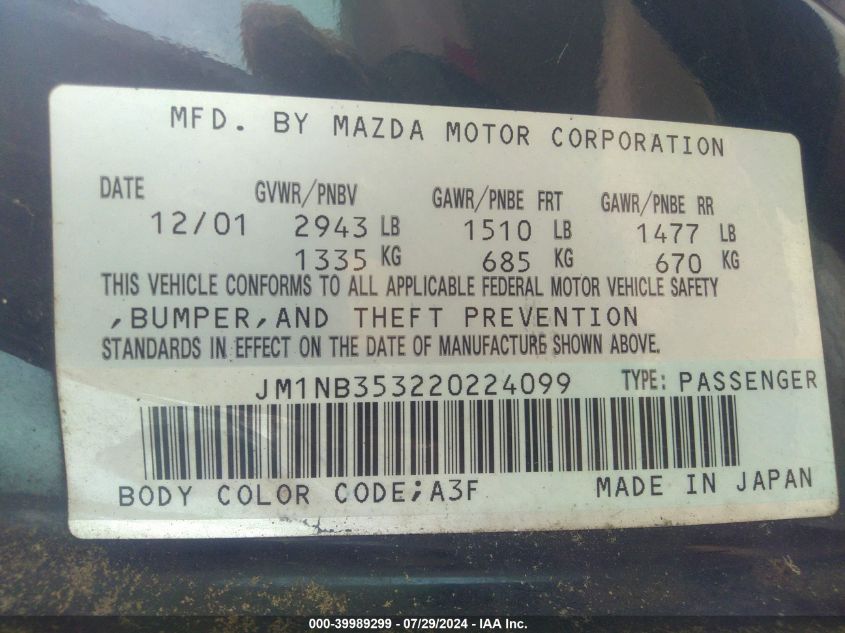 MFD. BY MAZDA MOTOR CORPORATION
DATE GVWR/PNBV GAWR/PNBE FRT GAWR/PNBE RR
12/01 2943 LB 1510 LB 1477 LB
1335 KG 685 KG 670 KG
THIS VEHICLE CONFORMS TO ALL APPLICABLE FEDERAL MOTOR VEHICLE SAFETY
,BUMPER,AND THEFT PREVENTION
STANDARDS IN EFFECT ON THE DATE OF MANUFACTURE SHOWN ABOVE.
JM1NB353220224099 TYPE: PASSENGER
BODY COLOR CODE;A3F MADE IN JAPAN
000-39989299 - 07/29/2024 - IAA Inc.